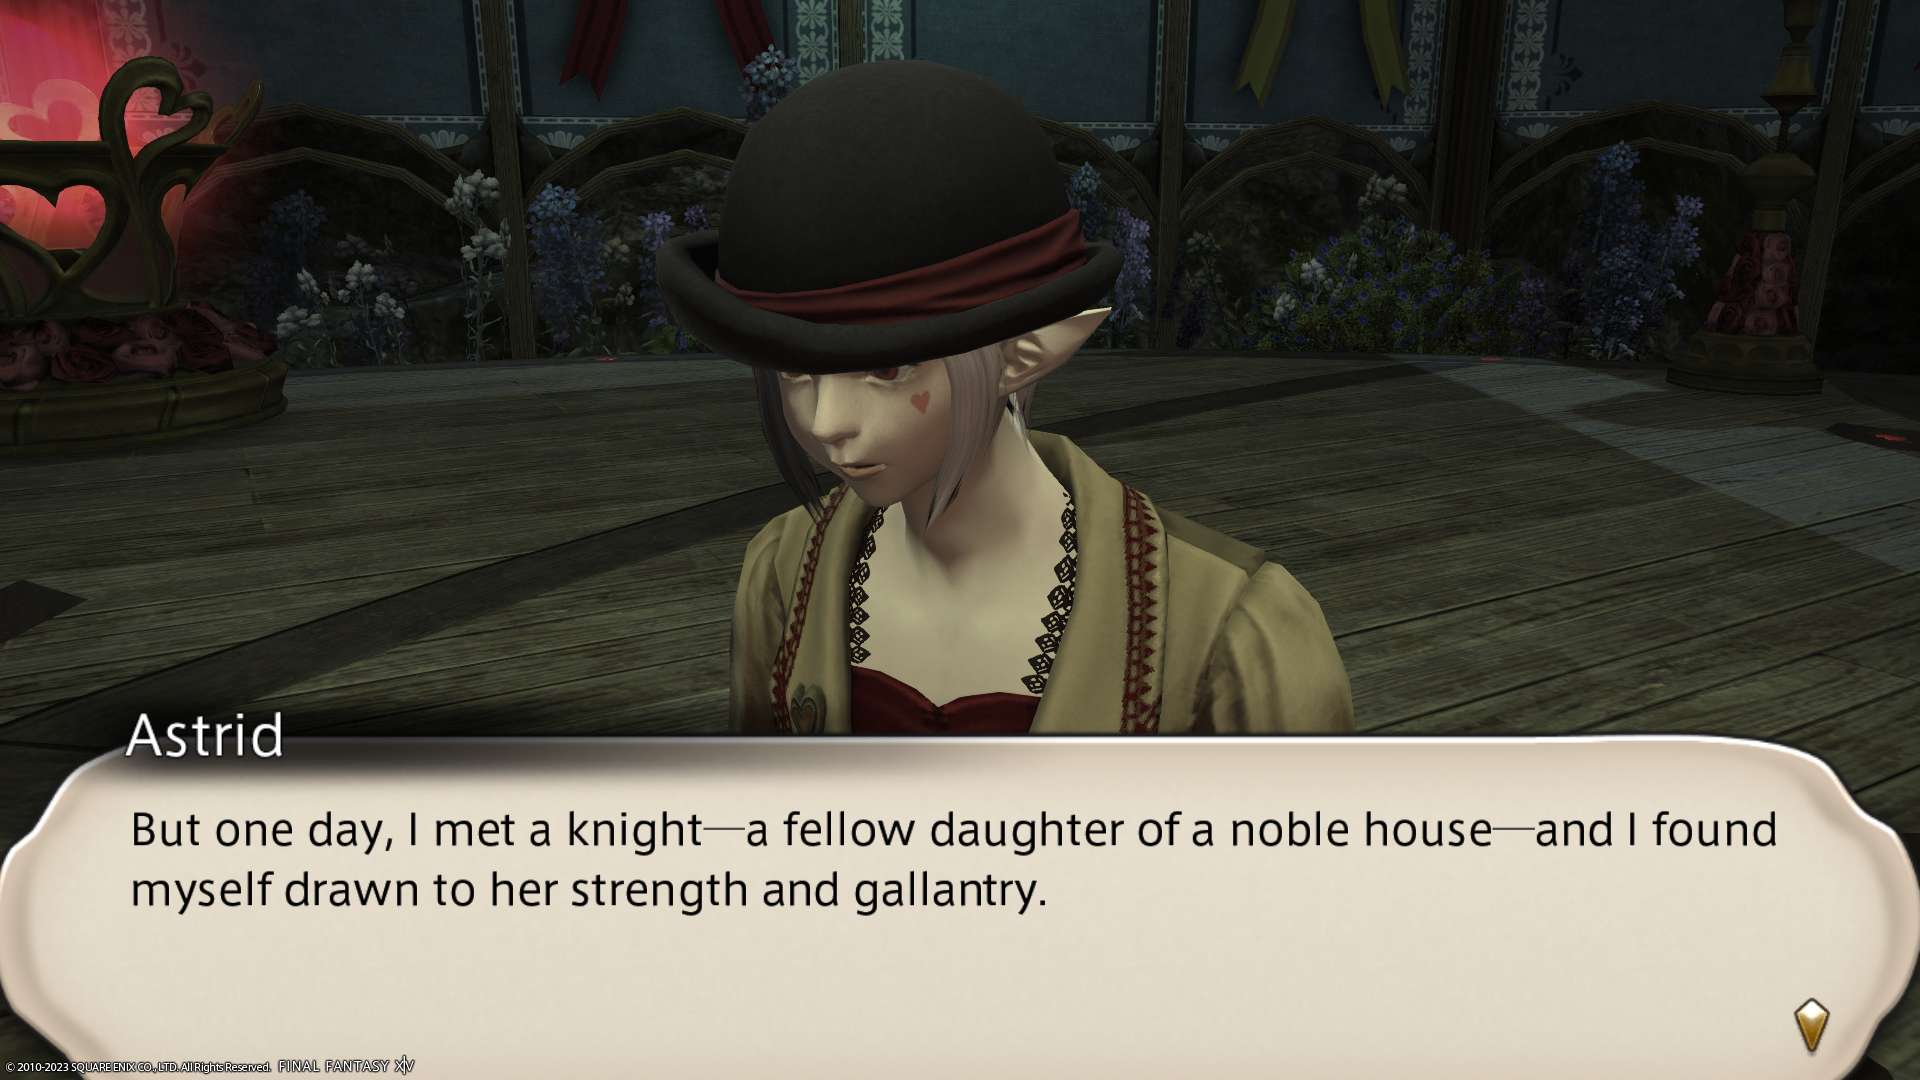 Astrid
But one day, I met a knight—a fellow daughter of a noble house—and I found
myself drawn to her strength and gallantry.
© 2010-2023 SQUARE ENIX CO., LTD. All Rights Reserved. FINAL FANTASY XIV